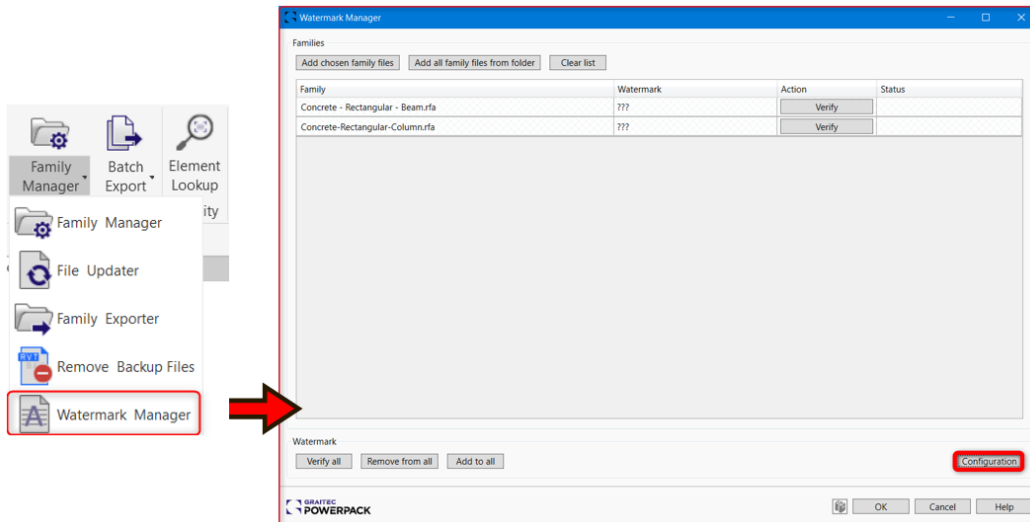 Family
Manager
Batch
Export
Element
Lookup
ity
Family Manager
File Updater
Family Exporter
RVT
Remove Backup Files
A
Watermark Manager
Watermark Manager
Families
Add chosen family files
Add all family files from folder
Clear list
Family Watermark Action Status
Concrete - Rectangular - Beam.rfa ??? Verify
Concrete-Rectangular-Column.rfa ??? Verify
Watermark
Verify all
Remove from all
Add to all
Configuration
GRAITEC
POWERPACK
OK
Cancel
Help